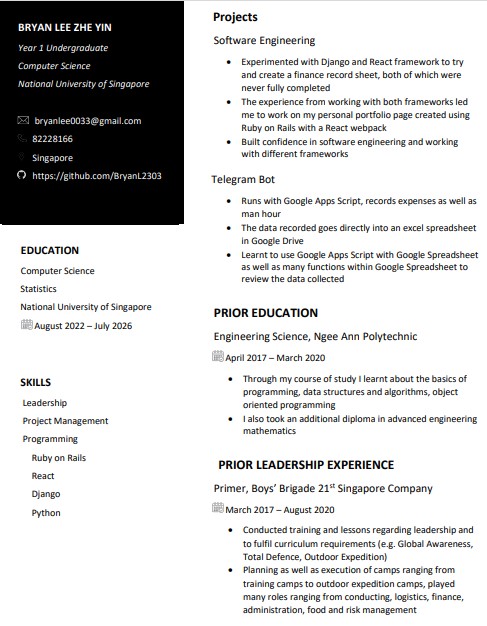 BRYAN LEE ZHE YIN
Year 1 Undergraduate
Computer Science
National University of Singapore
bryanlee0033@gmail.com
82228166
Singapore
https://github.com/BryanL2303
EDUCATION
Computer Science
Statistics
National University of Singapore
August 2022 – July 2026
SKILLS
Leadership
Project Management
Programming
Ruby on Rails
React
Django
Python
Projects
Software Engineering
• Experimented with Django and React framework to try
and create a finance record sheet, both of which were
never fully completed
• The experience from working with both frameworks led
me to work on my personal portfolio page created using
Ruby on Rails with a React webpack
• Built confidence in software engineering and working
with different frameworks
Telegram Bot
• Runs with Google Apps Script, records expenses as well as
man hour
• The data recorded goes directly into an excel spreadsheet
in Google Drive
• Learnt to use Google Apps Script with Google Spreadsheet
as well as many functions within Google Spreadsheet to
review the data collected
PRIOR EDUCATION
Engineering Science, Ngee Ann Polytechnic
April 2017 – March 2020
• Through my course of study I learnt about the basics of
programming, data structures and algorithms, object
oriented programming
• I also took an additional diploma in advanced engineering
mathematics
PRIOR LEADERSHIP EXPERIENCE
Primer, Boys’ Brigade 21st Singapore Company
March 2017 – August 2020
• Conducted training and lessons regarding leadership and
to fulfil curriculum requirements (e.g. Global Awareness,
Total Defence, Outdoor Expedition)
• Planning as well as execution of camps ranging from
training camps to outdoor expedition camps, played
many roles ranging from conducting, logistics, finance,
administration, food and risk management